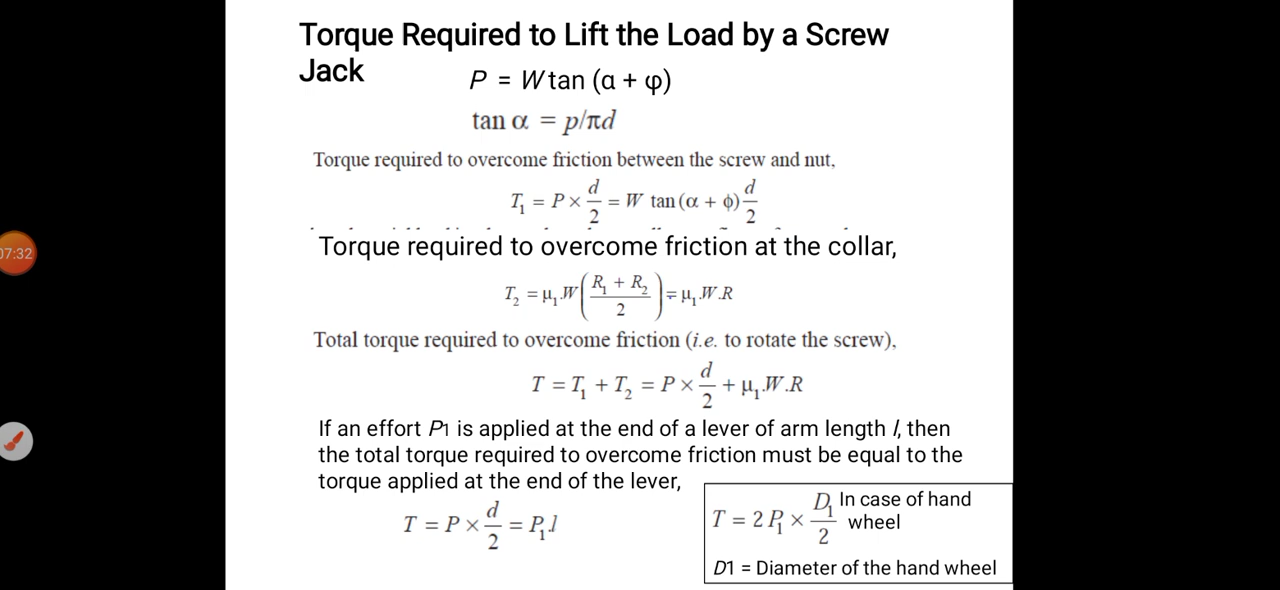 Torque Required to Lift the Load by a Screw
Jack
P = W tan (α + φ)
tan α = p/πd
Torque required to overcome friction between the screw and nut,
T₁ = P × d/2 = W tan (α + ϕ) d/2
Torque required to overcome friction at the collar,
T₂ = μ₁.W((R₁ + R₂)/2) = μ₁.W.R
Total torque required to overcome friction (i.e. to rotate the screw),
T = T₁ + T₂ = P × d/2 + μ₁.W.R
If an effort P1 is applied at the end of a lever of arm length l, then
the total torque required to overcome friction must be equal to the
torque applied at the end of the lever,
T = P × d/2 = P₁.l
T = 2 P₁ × D₁/2 In case of hand
wheel
D1 = Diameter of the hand wheel
07:32